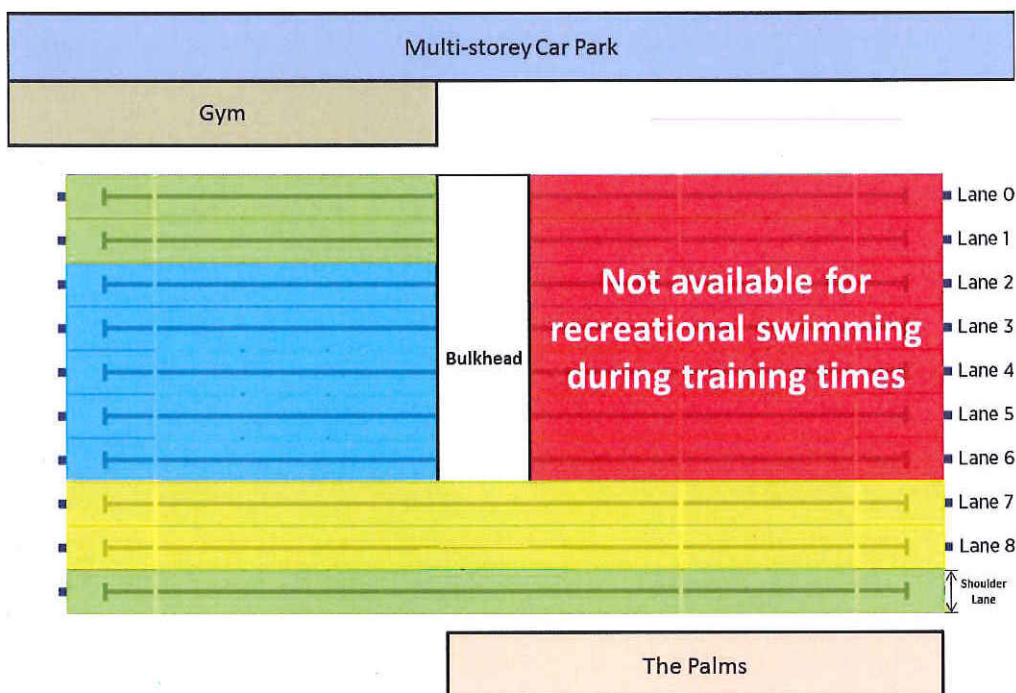 Multi-storey Car Park
Gym
Lane 0
Lane 1
Lane 2
Lane 3
Lane 4
Lane 5
Lane 6
Lane 7
Lane 8
Shoulder
Lane
Not available for
recreational swimming
during training times
Bulkhead
The Palms